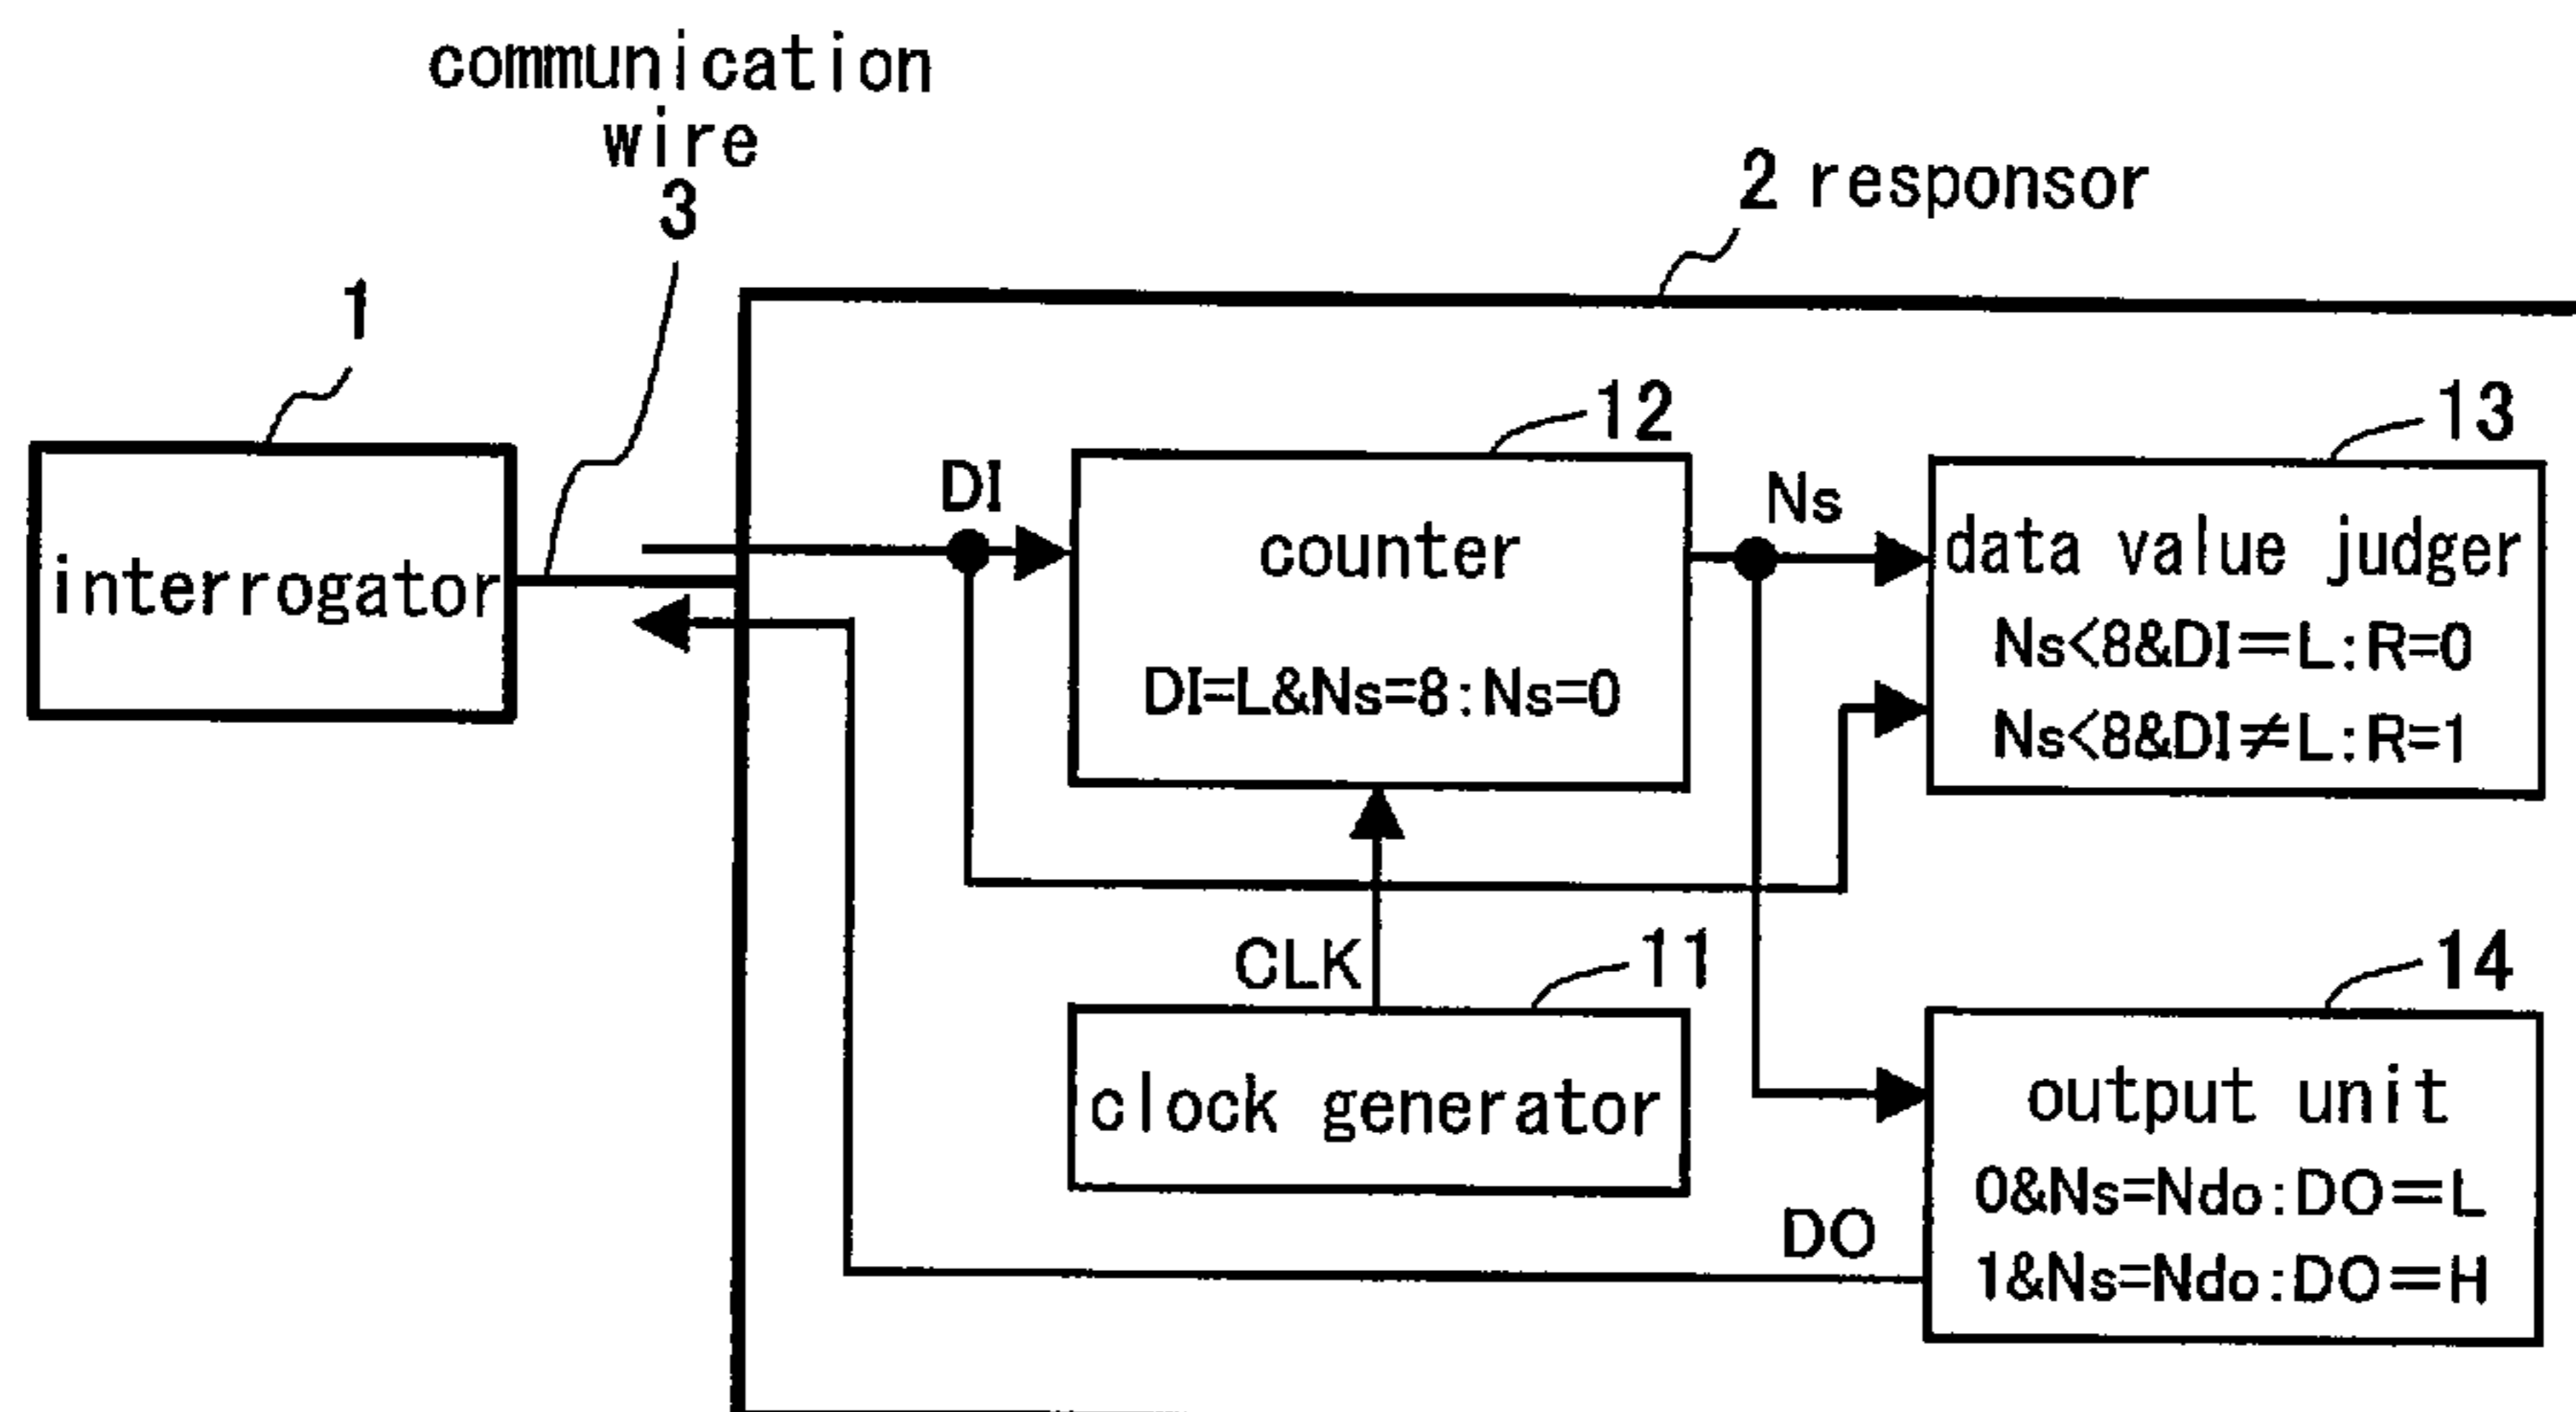 communication
wire
3
2 responsor
1
interrogator
DI
12
counter
DI=L&Ns=8:Ns=0
Ns
13
data value judger
Ns<8&DI=L:R=0
Ns<8&DI≠L:R=1
CLK
11
clock generator
14
output unit
0&Ns=Ndo:DO=L
1&Ns=Ndo:DO=H
DO